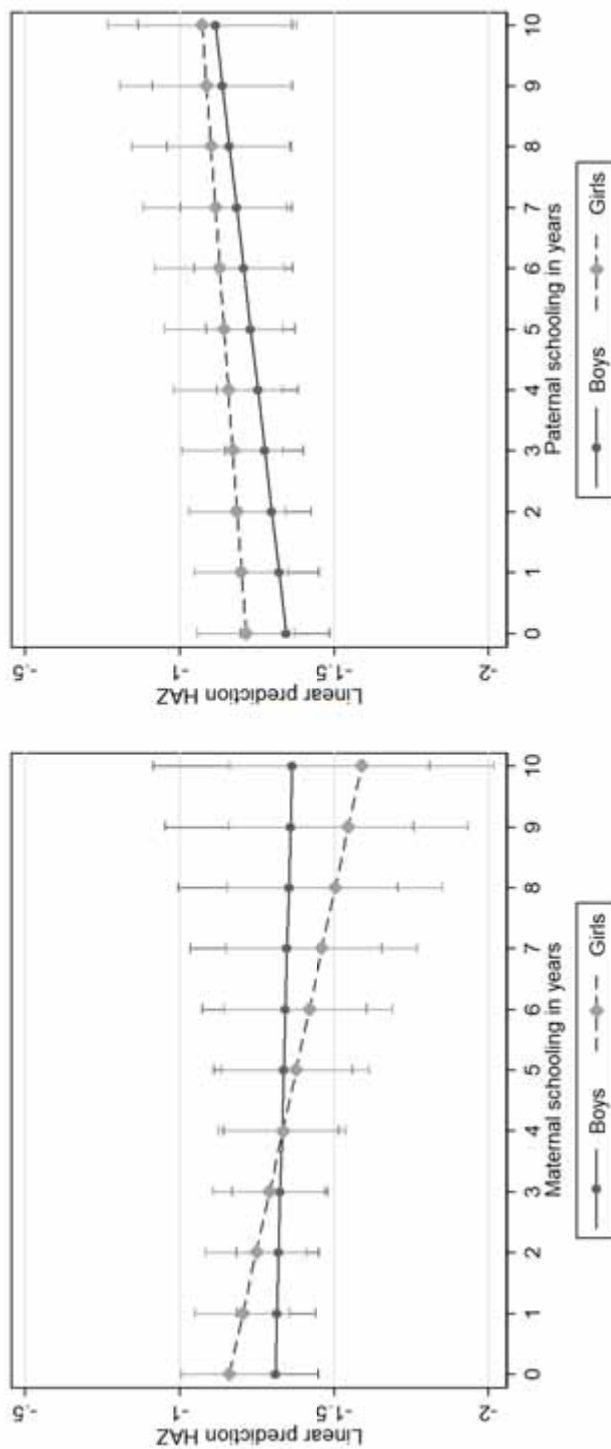 Linear prediction HAZ
-.5
-1
-1.5
-2
0 1 2 3 4 5 6 7 8 9 10
Maternal schooling in years
Boys Girls
Linear prediction HAZ
-.5
-1
-1.5
-2
0 1 2 3 4 5 6 7 8 9 10
Paternal schooling in years
Boys Girls